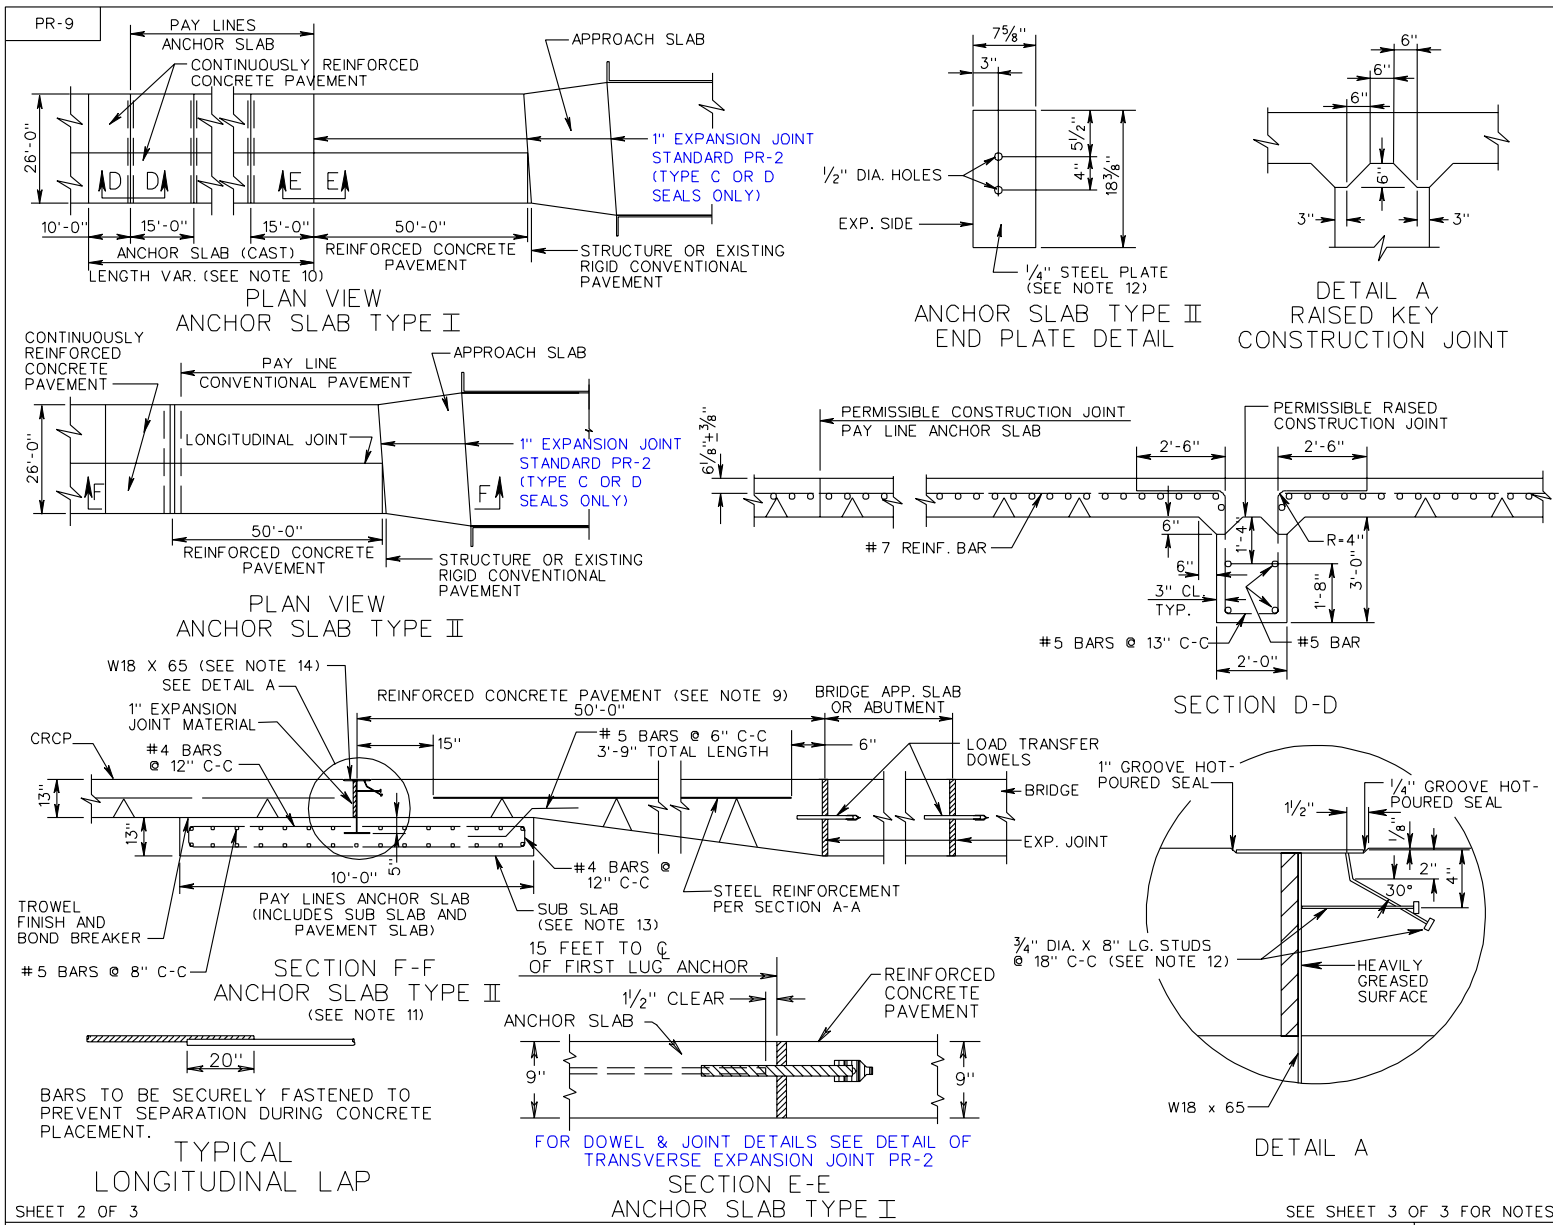 PR-9
PAY LINES
ANCHOR SLAB
CONTINUOUSLY REINFORCED
CONCRETE PAVEMENT
APPROACH SLAB
26'-0"
1" EXPANSION JOINT
STANDARD PR-2
(TYPE C OR D
SEALS ONLY)
D D
E E
10'-0"
15'-0"
15'-0"
50'-0"
ANCHOR SLAB (CAST)
LENGTH VAR. (SEE NOTE 10)
REINFORCED CONCRETE
PAVEMENT
STRUCTURE OR EXISTING
RIGID CONVENTIONAL
PAVEMENT
PLAN VIEW
ANCHOR SLAB TYPE I
7⅝"
3"
5½"
4"
18⅜"
½" DIA. HOLES
EXP. SIDE
¼" STEEL PLATE
(SEE NOTE 12)
ANCHOR SLAB TYPE II
END PLATE DETAIL
6"
6"
6"
6"
3"
3"
DETAIL A
RAISED KEY
CONSTRUCTION JOINT
CONTINUOUSLY
REINFORCED
CONCRETE
PAVEMENT
PAY LINE
CONVENTIONAL PAVEMENT
APPROACH SLAB
26'-0"
LONGITUDINAL JOINT
1" EXPANSION JOINT
STANDARD PR-2
(TYPE C OR D
SEALS ONLY)
F
F
50'-0"
REINFORCED CONCRETE
PAVEMENT
STRUCTURE OR EXISTING
RIGID CONVENTIONAL
PAVEMENT
PLAN VIEW
ANCHOR SLAB TYPE II
6⅛"±⅜"
PERMISSIBLE CONSTRUCTION JOINT
PAY LINE ANCHOR SLAB
PERMISSIBLE RAISED
CONSTRUCTION JOINT
2'-6"
2'-6"
#7 REINF. BAR
6"
1'-4"
R=4"
6"
3" CL.
TYP.
1'-8"
3'-0"
#5 BARS @ 13" C-C
#5 BAR
2'-0"
SECTION D-D
W18 X 65 (SEE NOTE 14)
SEE DETAIL A
1" EXPANSION
JOINT MATERIAL
REINFORCED CONCRETE PAVEMENT (SEE NOTE 9)
50'-0"
BRIDGE APP. SLAB
OR ABUTMENT
CRCP
#4 BARS
@ 12" C-C
15"
#5 BARS @ 6" C-C
3'-9" TOTAL LENGTH
6"
LOAD TRANSFER
DOWELS
BRIDGE
13"
13"
EXP. JOINT
5"
10'-0"
#4 BARS @
12" C-C
STEEL REINFORCEMENT
PER SECTION A-A
PAY LINES ANCHOR SLAB
(INCLUDES SUB SLAB AND
PAVEMENT SLAB)
SUB SLAB
(SEE NOTE 13)
TROWEL
FINISH AND
BOND BREAKER
#5 BARS @ 8" C-C
SECTION F-F
ANCHOR SLAB TYPE II
(SEE NOTE 11)
20"
BARS TO BE SECURELY FASTENED TO
PREVENT SEPARATION DURING CONCRETE
PLACEMENT.
TYPICAL
LONGITUDINAL LAP
15 FEET TO ℄
OF FIRST LUG ANCHOR
1½" CLEAR
ANCHOR SLAB
REINFORCED
CONCRETE
PAVEMENT
9"
9"
FOR DOWEL & JOINT DETAILS SEE DETAIL OF
TRANSVERSE EXPANSION JOINT PR-2
SECTION E-E
ANCHOR SLAB TYPE I
1" GROOVE HOT-
POURED SEAL
¼" GROOVE HOT-
POURED SEAL
1½"
⅛"
2"
4"
30°
¾" DIA. X 8" LG. STUDS
@ 18" C-C (SEE NOTE 12)
HEAVILY
GREASED
SURFACE
W18 x 65
DETAIL A
SHEET 2 OF 3
SEE SHEET 3 OF 3 FOR NOTES